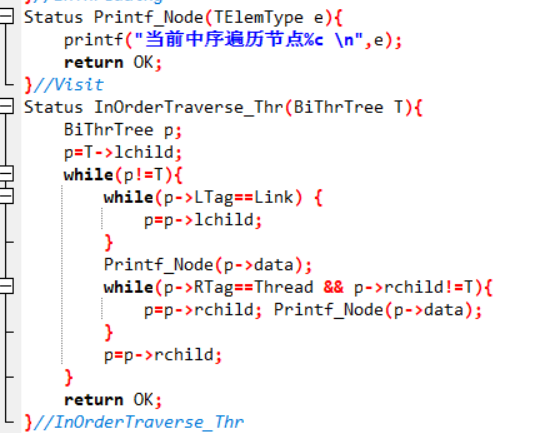 Status Printf_Node(TElemType e){
    printf("当前中序遍历节点%c \n",e);
    return OK;
}//Visit
Status InOrderTraverse_Thr(BiThrTree T){
    BiThrTree p;
    p=T->lchild;
    while(p!=T){
        while(p->LTag==Link) {
            p=p->lchild;
        }
        Printf_Node(p->data);
        while(p->RTag==Thread && p->rchild!=T){
            p=p->rchild; Printf_Node(p->data);
        }
        p=p->rchild;
    }
    return OK;
}//InOrderTraverse_Thr